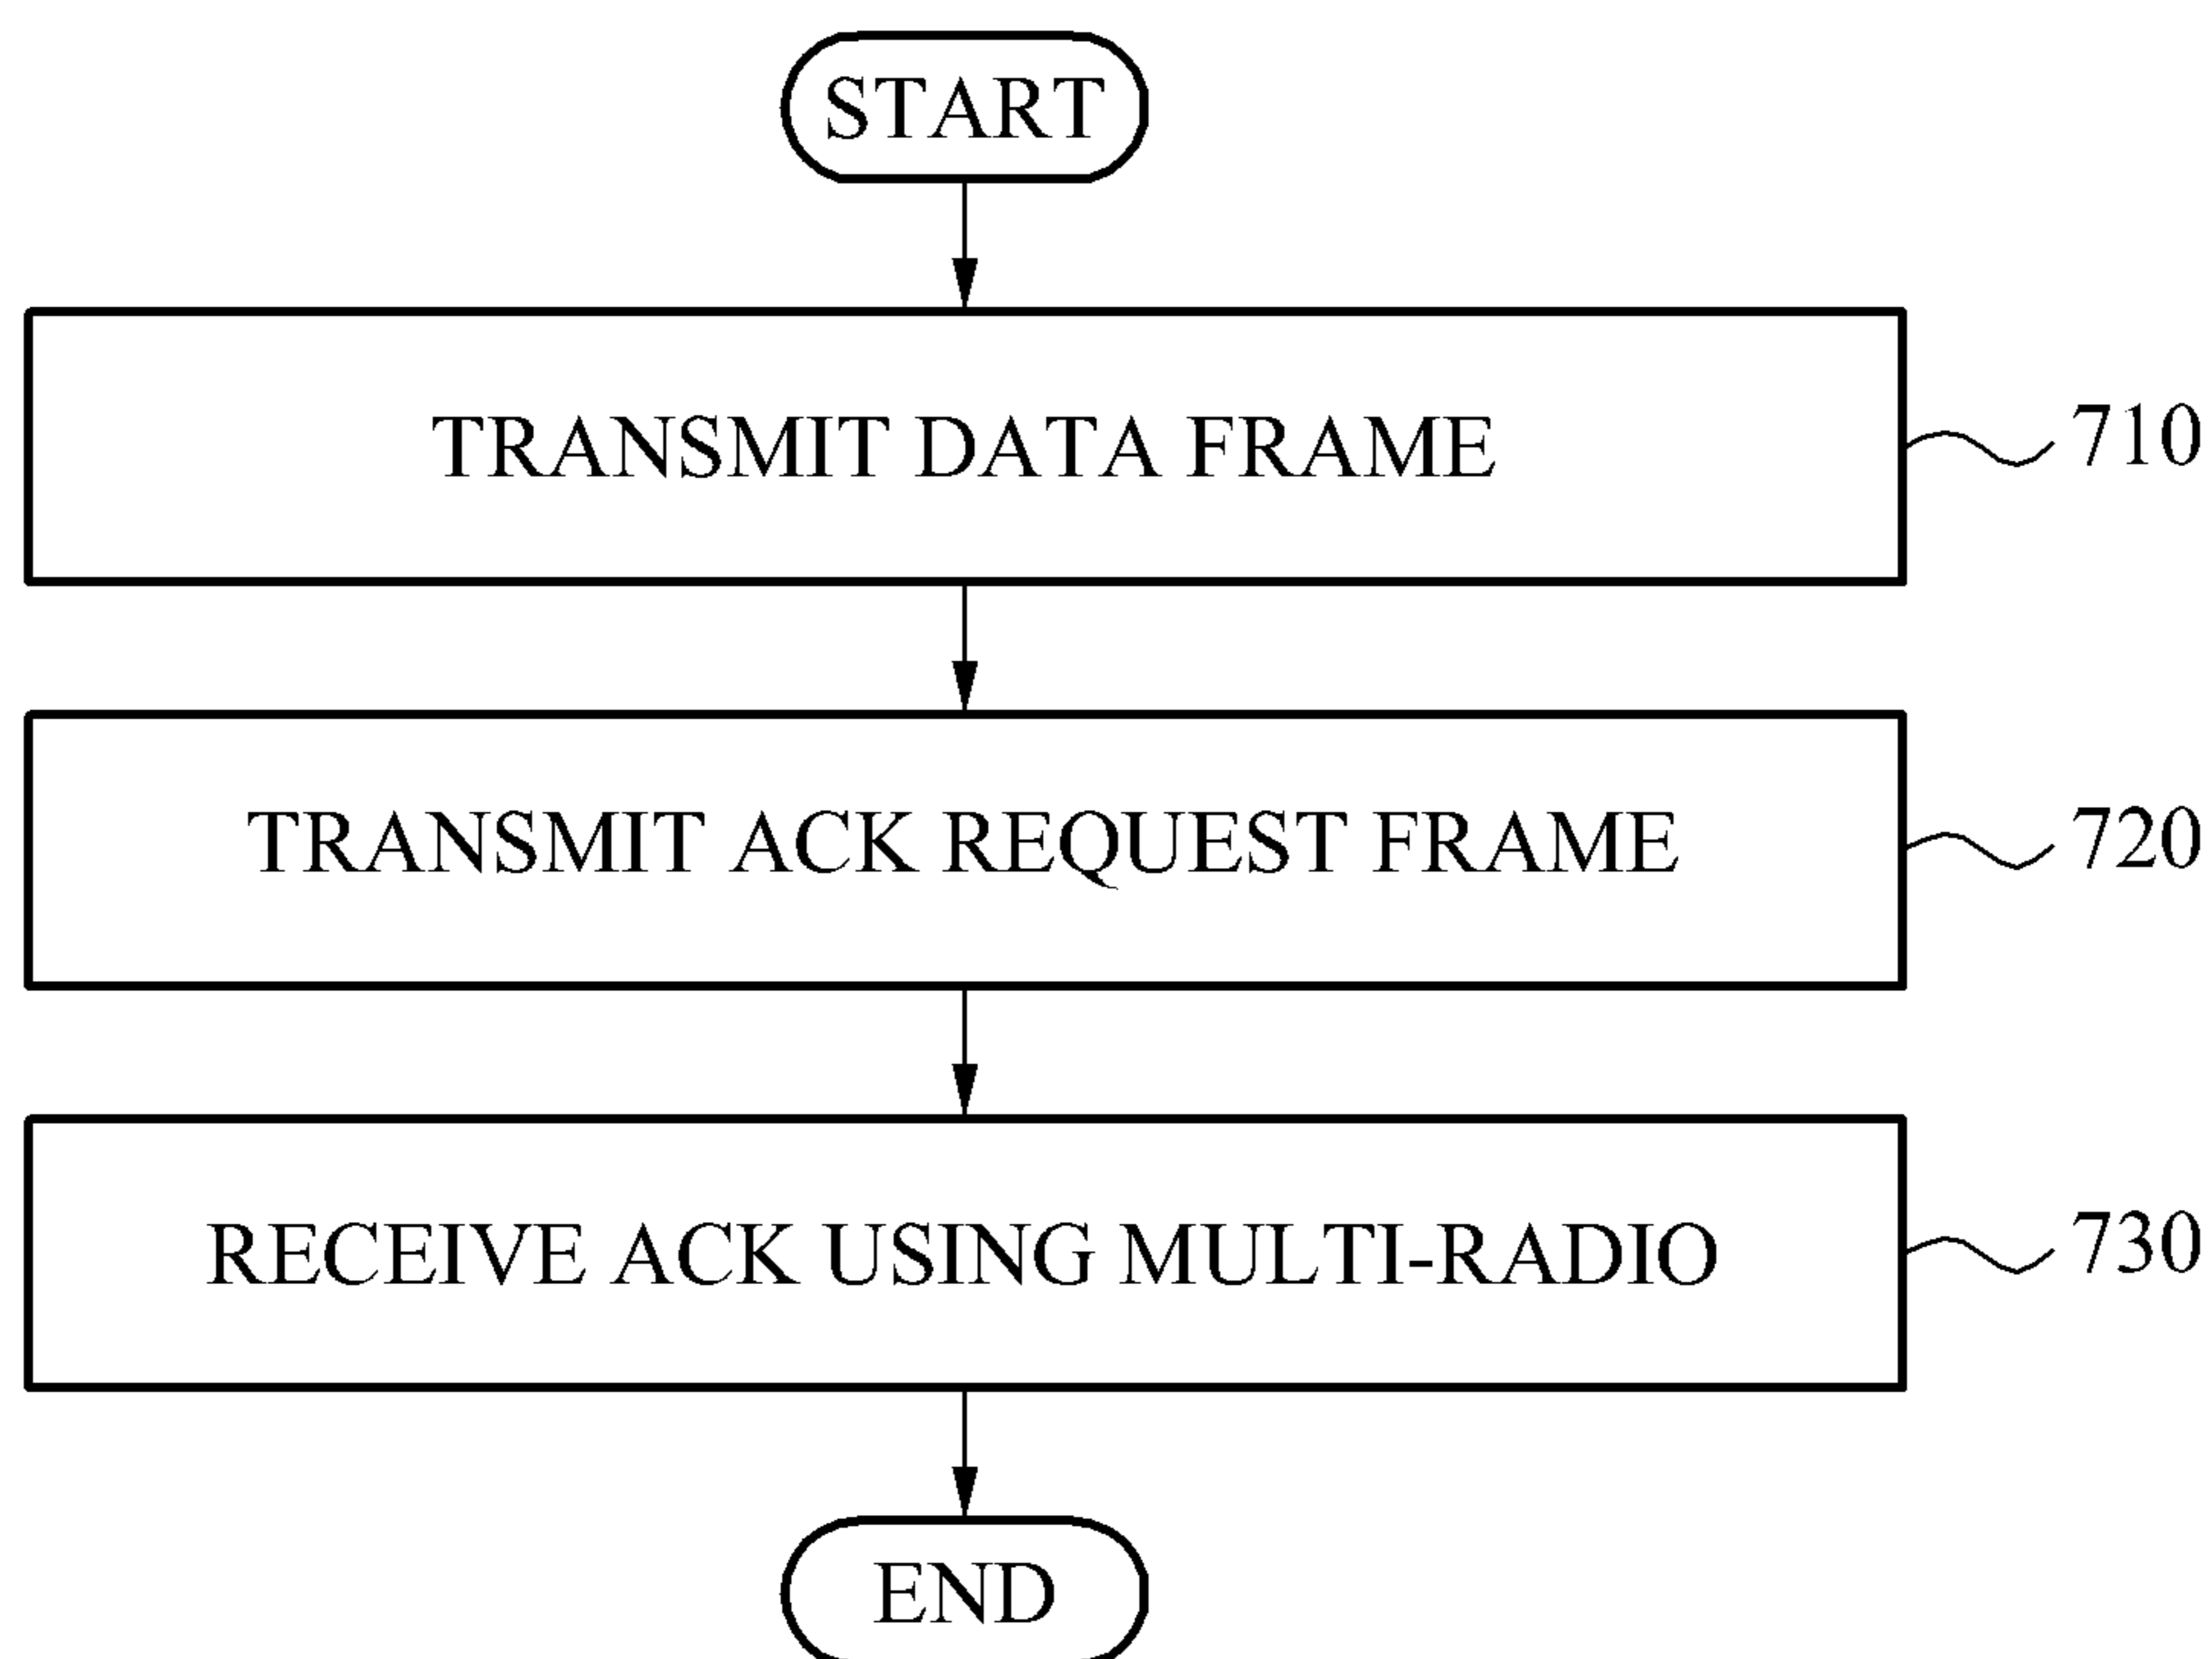 START
TRANSMIT DATA FRAME
710
TRANSMIT ACK REQUEST FRAME
720
RECEIVE ACK USING MULTI-RADIO
730
END